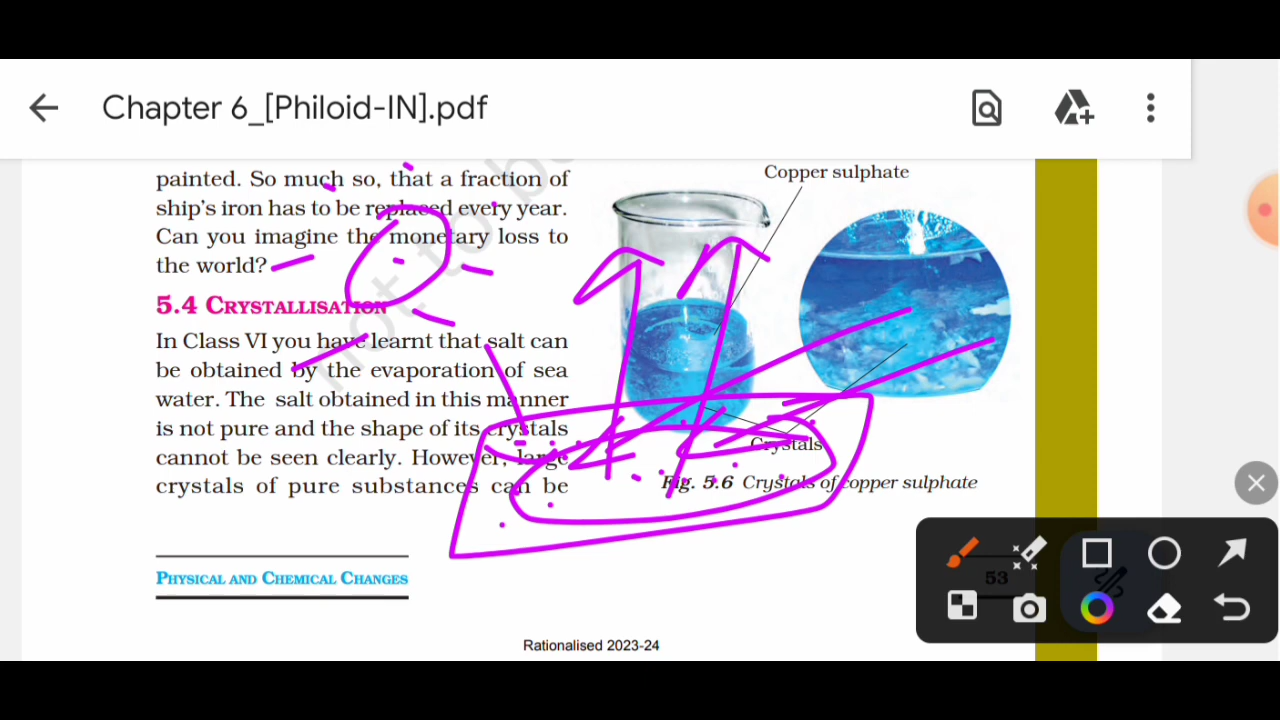 Chapter 6_[Philoid-IN].pdf
painted. So much so, that a fraction of
ship's iron has to be replaced every year.
Can you imagine the monetary loss to
the world?
5.4 Crystallisation
In Class VI you have learnt that salt can
be obtained by the evaporation of sea
water. The salt obtained in this manner
is not pure and the shape of its crystals
cannot be seen clearly. However, large
crystals of pure substances can be
Copper sulphate
Crystals
Fig. 5.6 Crystals of copper sulphate
Physical and Chemical Changes
53
Rationalised 2023-24